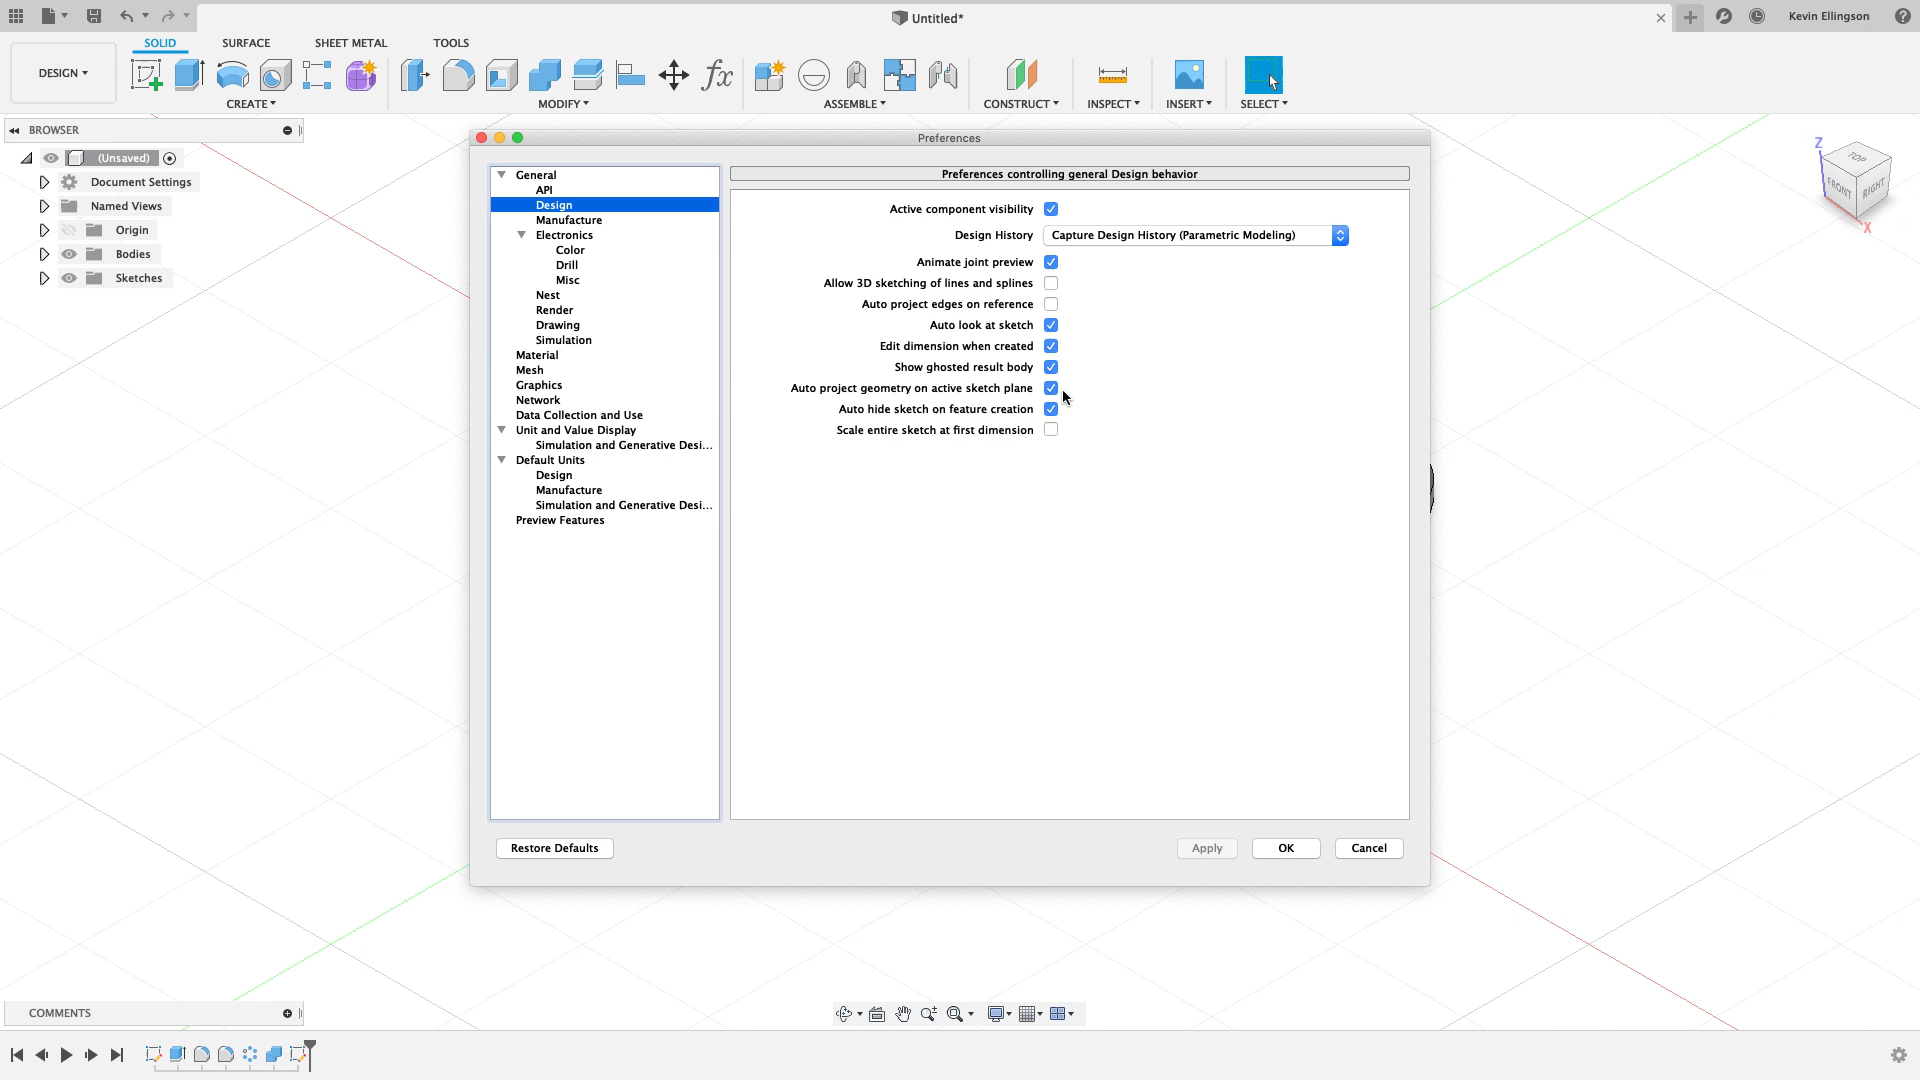 Untitled*
Kevin Ellingson
SOLID
SURFACE
SHEET METAL
TOOLS
DESIGN
CREATE
MODIFY
ASSEMBLE
CONSTRUCT
INSPECT
INSERT
SELECT
BROWSER
(Unsaved)
Document Settings
Named Views
Origin
Bodies
Sketches
Preferences
General
API
Design
Manufacture
Electronics
Color
Drill
Misc
Nest
Render
Drawing
Simulation
Material
Mesh
Graphics
Network
Data Collection and Use
Unit and Value Display
Simulation and Generative Desi...
Default Units
Design
Manufacture
Simulation and Generative Desi...
Preview Features
Preferences controlling general Design behavior
Active component visibility
Design History Capture Design History (Parametric Modeling)
Animate joint preview
Allow 3D sketching of lines and splines
Auto project edges on reference
Auto look at sketch
Edit dimension when created
Show ghosted result body
Auto project geometry on active sketch plane
Auto hide sketch on feature creation
Scale entire sketch at first dimension
Restore Defaults
Apply
OK
Cancel
Z
TOP
FRONT
RIGHT
X
COMMENTS